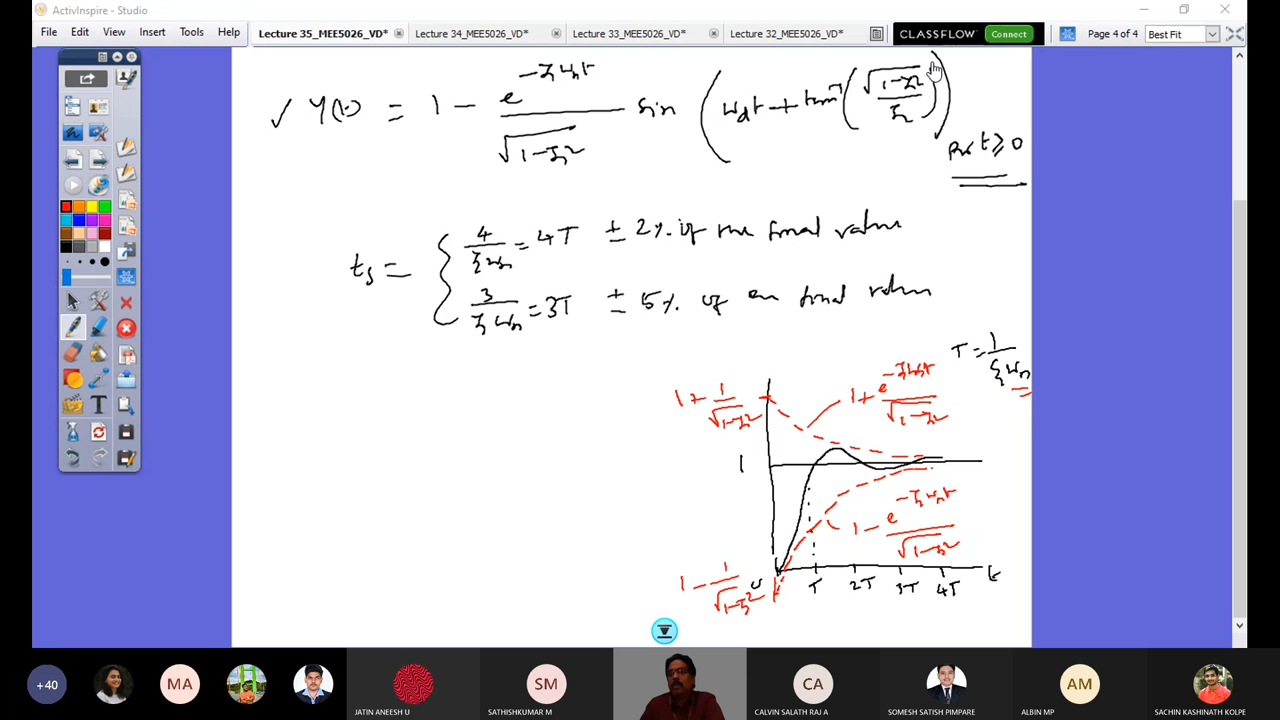 ActivInspire - Studio
File Edit View Insert Tools Help
Lecture 35_MEE5026_VD* Lecture 34_MEE5026_VD* Lecture 33_MEE5026_VD* Lecture 32_MEE5026_VD*
CLASSFLOW Connect
Page 4 of 4 Best Fit
✓ y(t) = 1 - e^{-ζωnt} / √1-ζ² sin (ωdt + tan⁻¹ (√1-ζ² / ζ))
for t ≥ 0
ts = { 4/ζωn = 4T ± 2% of the final value
3/ζωn = 3T ± 5% of the final value
T = 1/ζωn
1 + 1/√1-ζ²
1 + e^{-ζωnt}/√1-ζ²
1
1 - e^{-ζωnt}/√1-ζ²
1 - 1/√1-ζ²
0 T 2T 3T 4T t
+40 MA SM CA AM
JATIN ANEESH U SATHISHKUMAR M CALVIN SALATH RAJ A SOMESH SATISH PIMPARE ALBIN MP SACHIN KASHINATH KOLPE